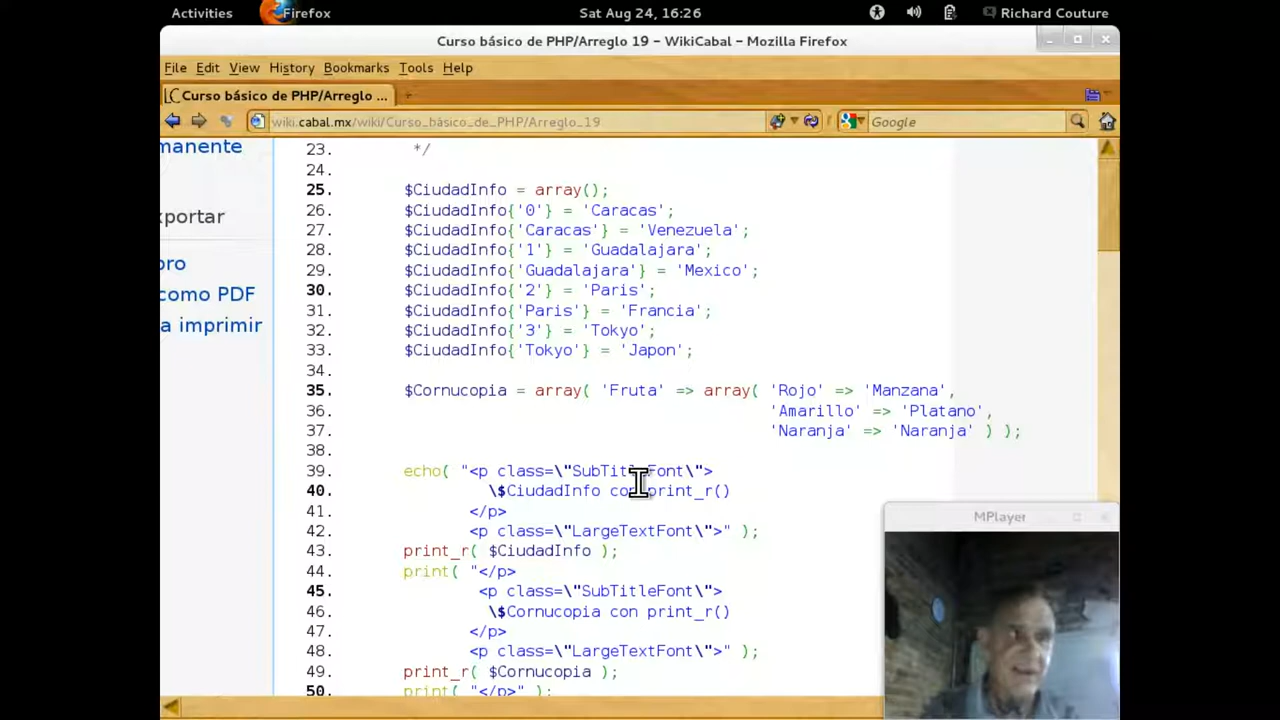 Activities Firefox Sat Aug 24, 16:26 Richard Couture
Curso básico de PHP/Arreglo 19 – WikiCabal – Mozilla Firefox
File Edit View History Bookmarks Tools Help
Curso básico de PHP/Arreglo ...
wiki.cabal.mx/wiki/Curso_básico_de_PHP/Arreglo_19 Google
manente
xportar
como PDF
a imprimir
23. */
24.
25. $CiudadInfo = array();
26. $CiudadInfo{'0'} = 'Caracas';
27. $CiudadInfo{'Caracas'} = 'Venezuela';
28. $CiudadInfo{'1'} = 'Guadalajara';
29. $CiudadInfo{'Guadalajara'} = 'Mexico';
30. $CiudadInfo{'2'} = 'Paris';
31. $CiudadInfo{'Paris'} = 'Francia';
32. $CiudadInfo{'3'} = 'Tokyo';
33. $CiudadInfo{'Tokyo'} = 'Japon';
34.
35. $Cornucopia = array( 'Fruta' => array( 'Rojo' => 'Manzana',
36. 'Amarillo' => 'Platano',
37. 'Naranja' => 'Naranja' ) );
38.
39. echo( "<p class=\"SubTitleFont\">
40. \$CiudadInfo con print_r()
41. </p>
42. <p class=\"LargeTextFont\">" );
43. print_r( $CiudadInfo );
44. print( "</p>
45. <p class=\"SubTitleFont\">
46. \$Cornucopia con print_r()
47. </p>
48. <p class=\"LargeTextFont\">" );
49. print_r( $Cornucopia );
50. print( "</p>" );
MPlayer